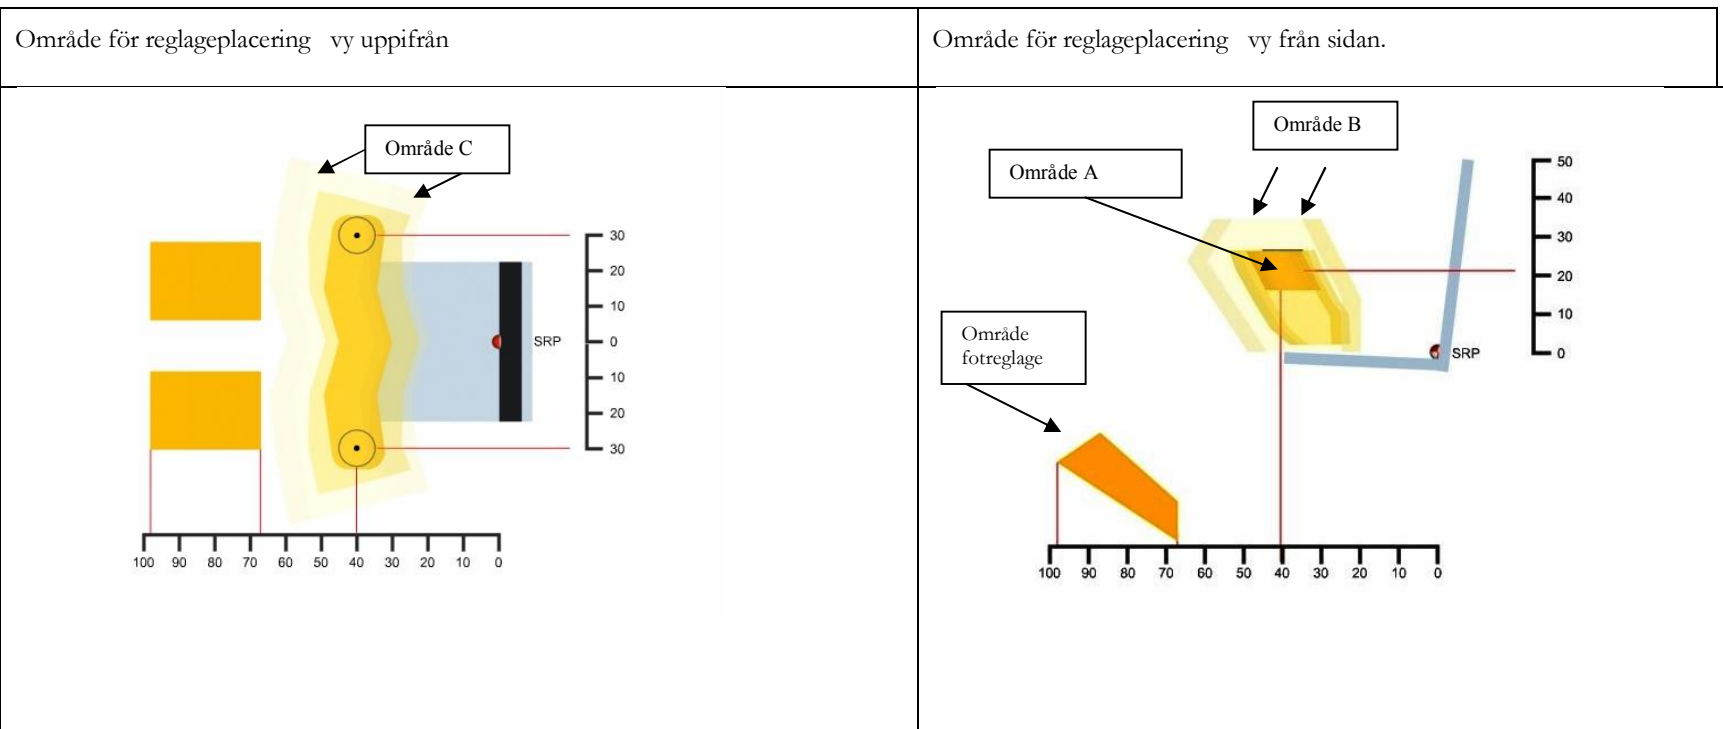 Område för reglageplacering vy uppifrån
Område för reglageplacering vy från sidan.
Område C
30
20
10
0
10
20
30
SRP
100 90 80 70 60 50 40 30 20 10 0
Område B
Område A
Område
fotreglage
50
40
30
20
10
0
SRP
100 90 80 70 60 50 40 30 20 10 0